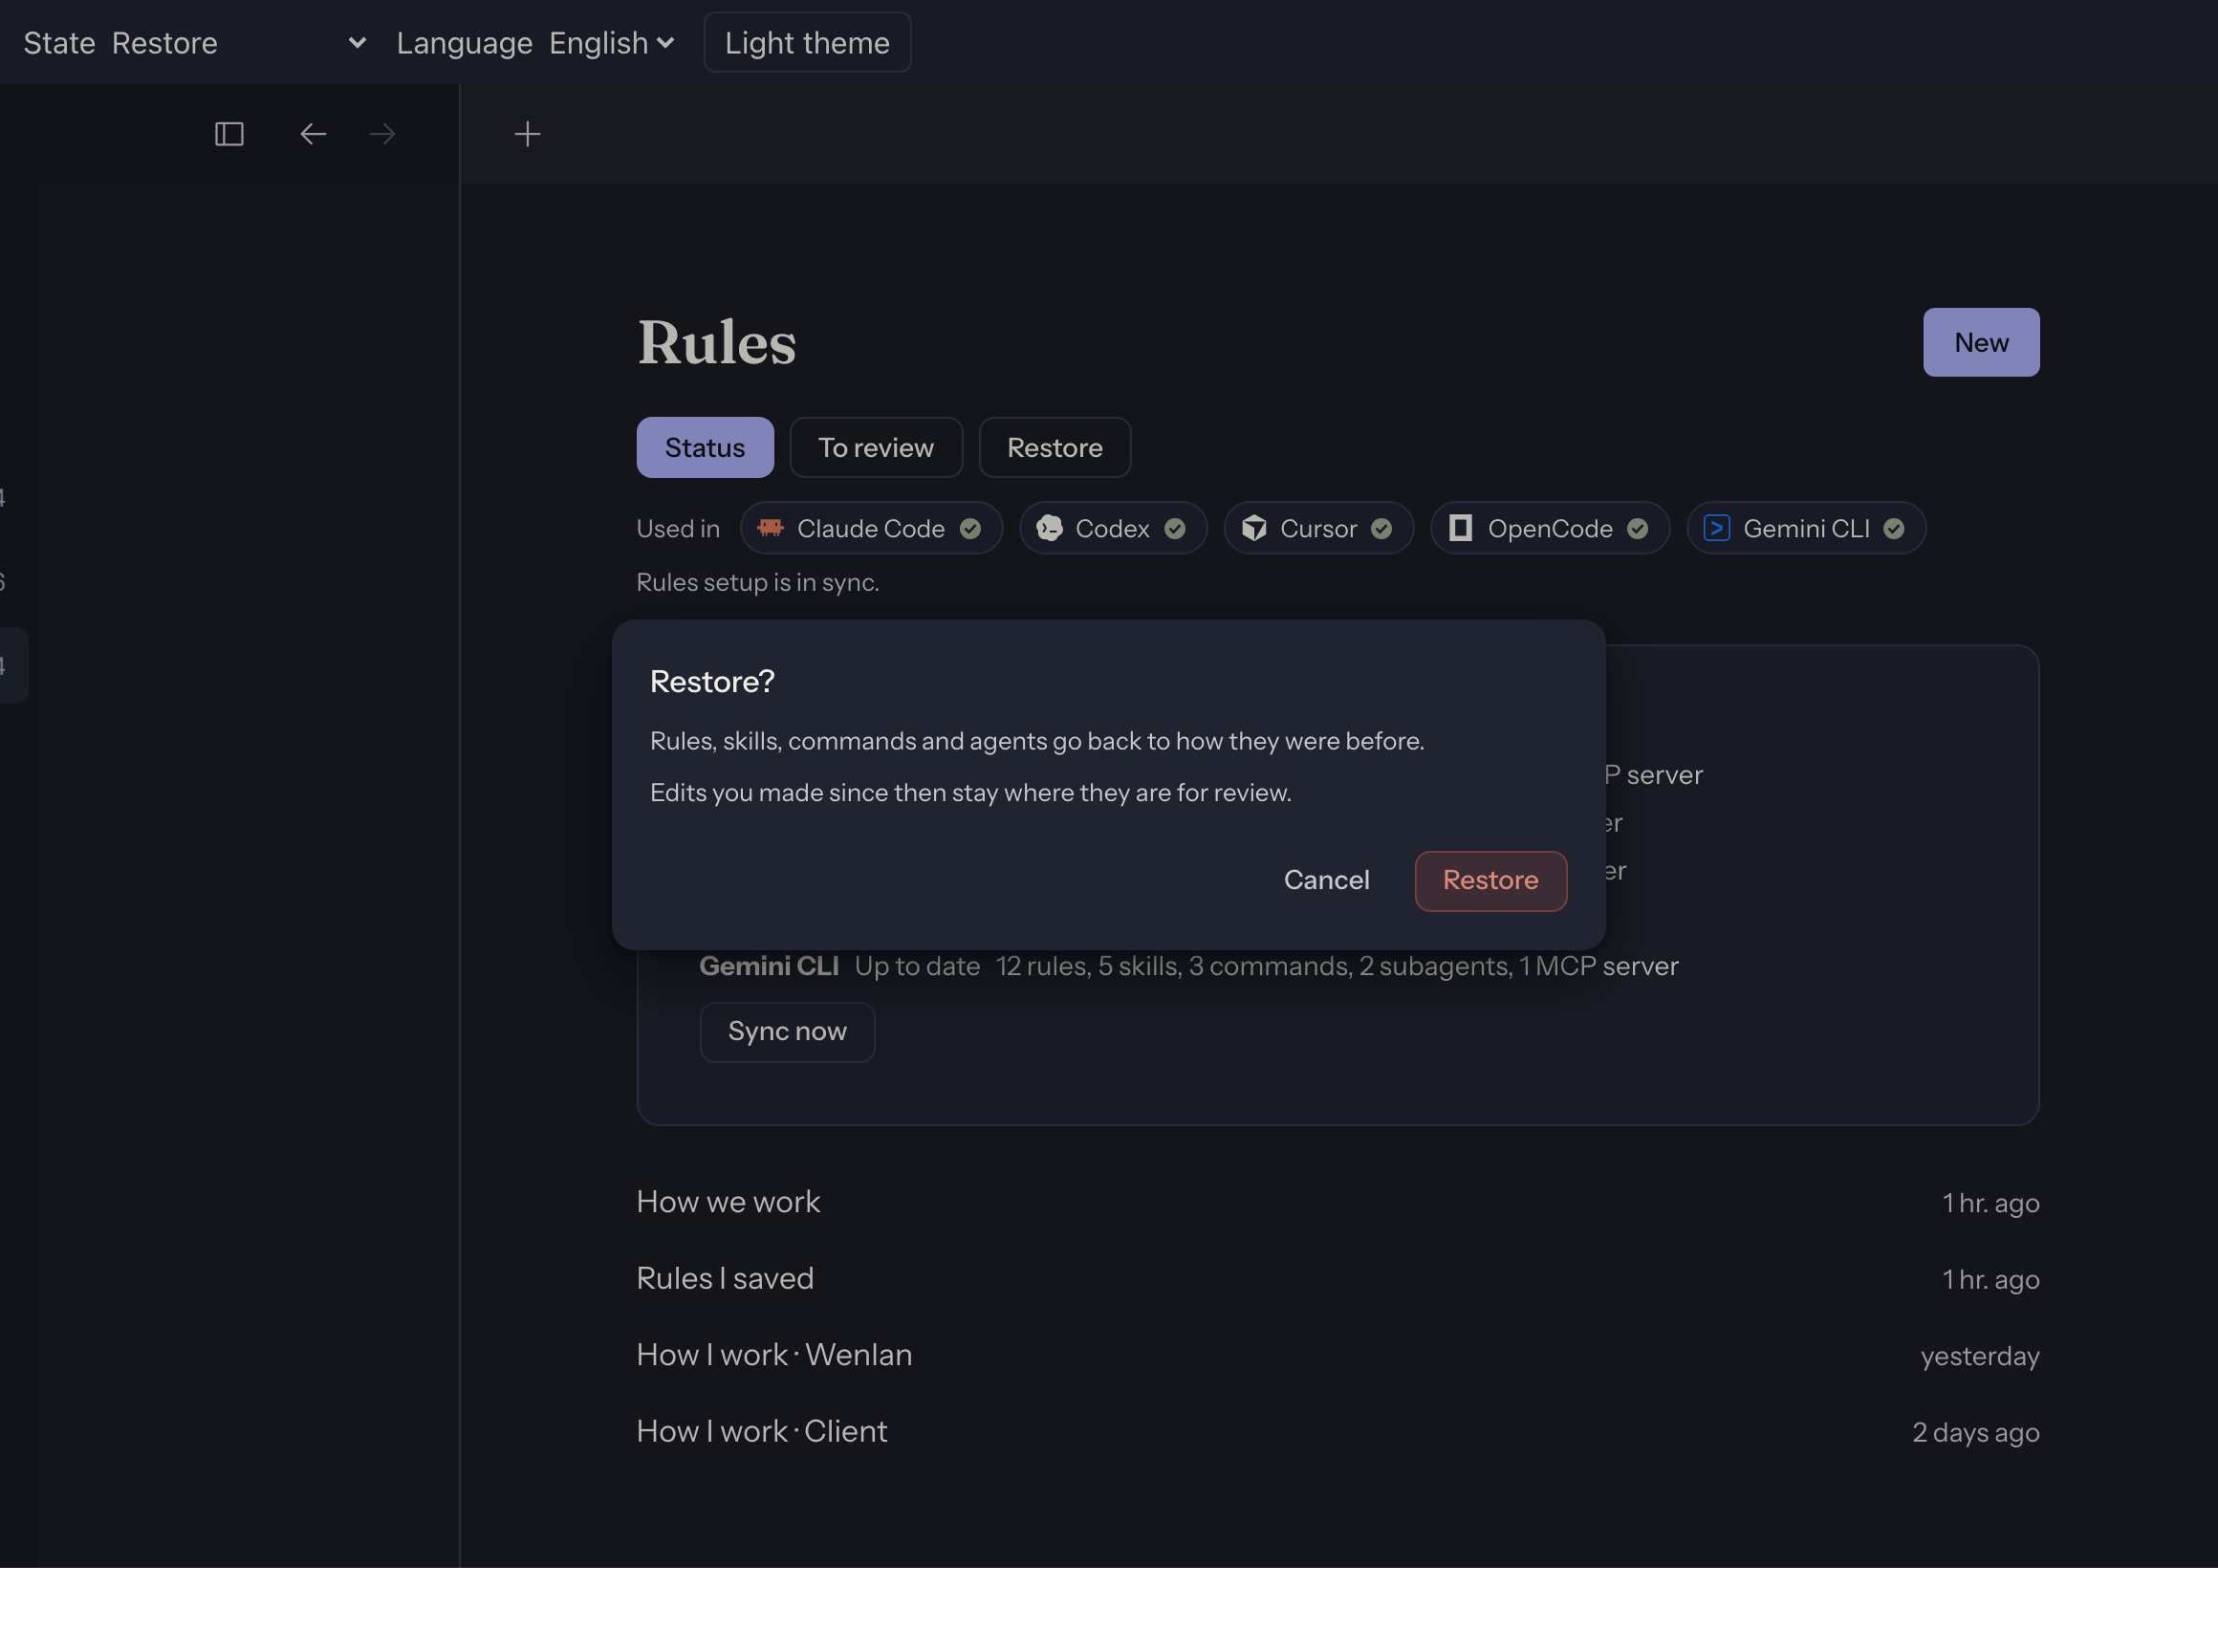 State Restore Language English Light theme
Rules New
Status To review Restore
Used in Claude Code Codex Cursor OpenCode Gemini CLI
Rules setup is in sync.
Restore?
Rules, skills, commands and agents go back to how they were before.
Edits you made since then stay where they are for review.
server
Cancel Restore
Gemini CLI Up to date 12 rules, 5 skills, 3 commands, 2 subagents, 1 MCP server
Sync now
How we work 1 hr. ago
Rules I saved 1 hr. ago
How I work · Wenlan yesterday
How I work · Client 2 days ago